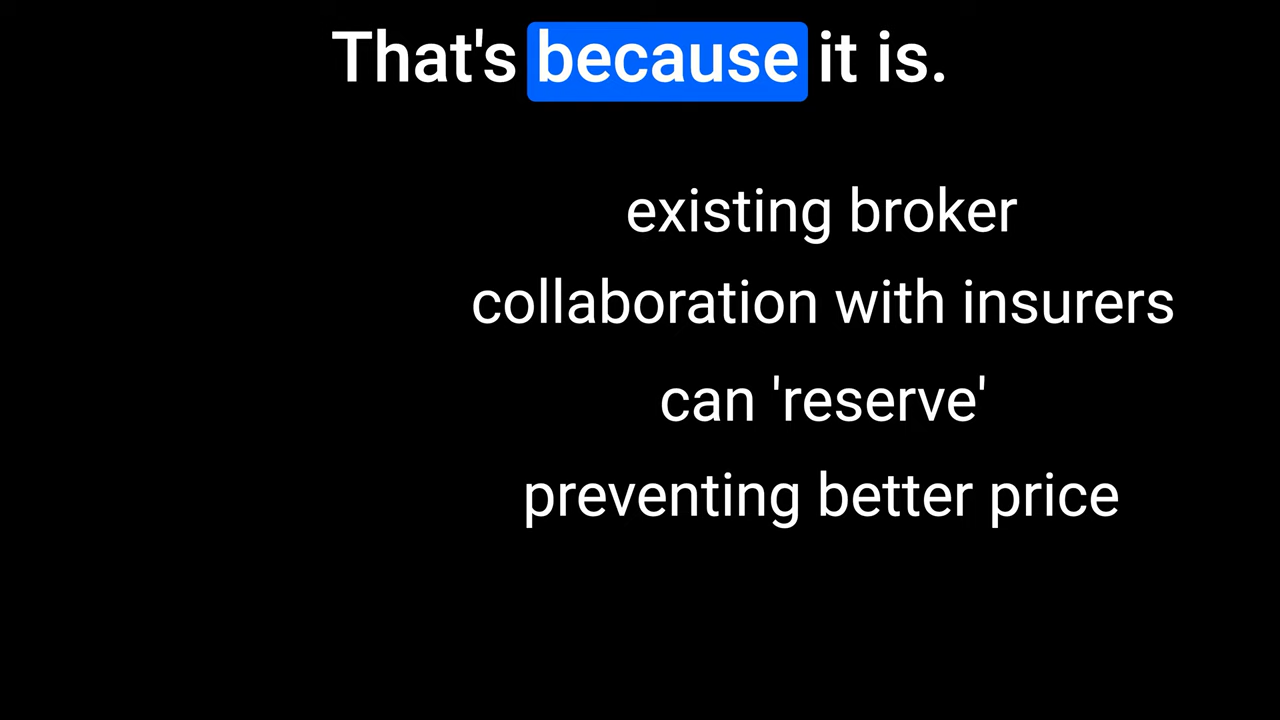 That's because it is.
existing broker
collaboration with insurers
can 'reserve'
preventing better price